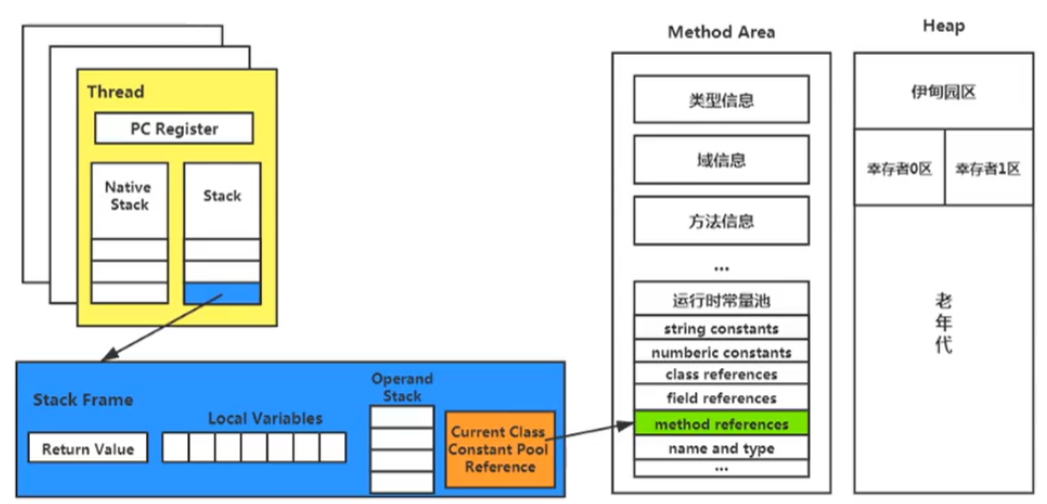 Thread
PC Register
Native
Stack
Stack
Stack Frame
Return Value
Local Variables
Operand
Stack
Current Class
Constant Pool
Reference
Method Area
类型信息
域信息
方法信息
...
运行时常量池
string constants
numberic constants
class references
field references
method references
name and type
...
Heap
伊甸园区
幸存者0区
幸存者1区
老
年
代